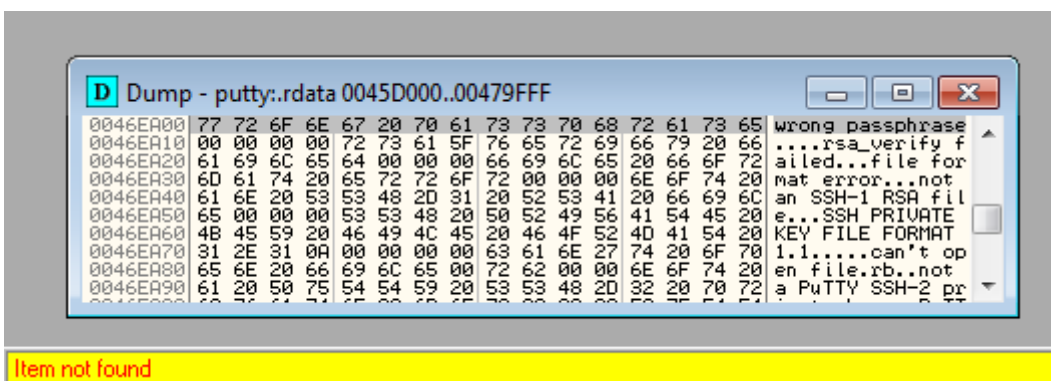 D Dump - putty:.rdata 0045D000..00479FFF
0046EA00 77 72 6F 6E 67 20 70 61 73 73 70 68 72 61 73 65 wrong passphrase
0046EA10 00 00 00 00 72 73 61 5F 76 65 72 69 66 79 20 66 ....rsa_verify f
0046EA20 61 69 6C 65 64 00 00 00 66 69 6C 65 20 66 6F 72 ailed...file for
0046EA30 6D 61 74 20 65 72 72 6F 72 00 00 00 6E 6F 74 20 mat error...not
0046EA40 61 6E 20 53 53 48 2D 31 20 52 53 41 20 66 69 6C an SSH-1 RSA fil
0046EA50 65 00 00 00 53 53 48 20 50 52 49 56 41 54 45 20 e...SSH PRIVATE
0046EA60 4B 45 59 20 46 49 4C 45 20 46 4F 52 4D 41 54 20 KEY FILE FORMAT
0046EA70 31 2E 31 0A 00 00 00 00 63 61 6E 27 74 20 6F 70 1.1.....can't op
0046EA80 65 6E 20 66 69 6C 65 00 72 62 00 00 6E 6F 74 20 en file.rb..not
0046EA90 61 20 50 75 54 54 59 20 53 53 48 2D 32 20 70 72 a PuTTY SSH-2 pr
Item not found